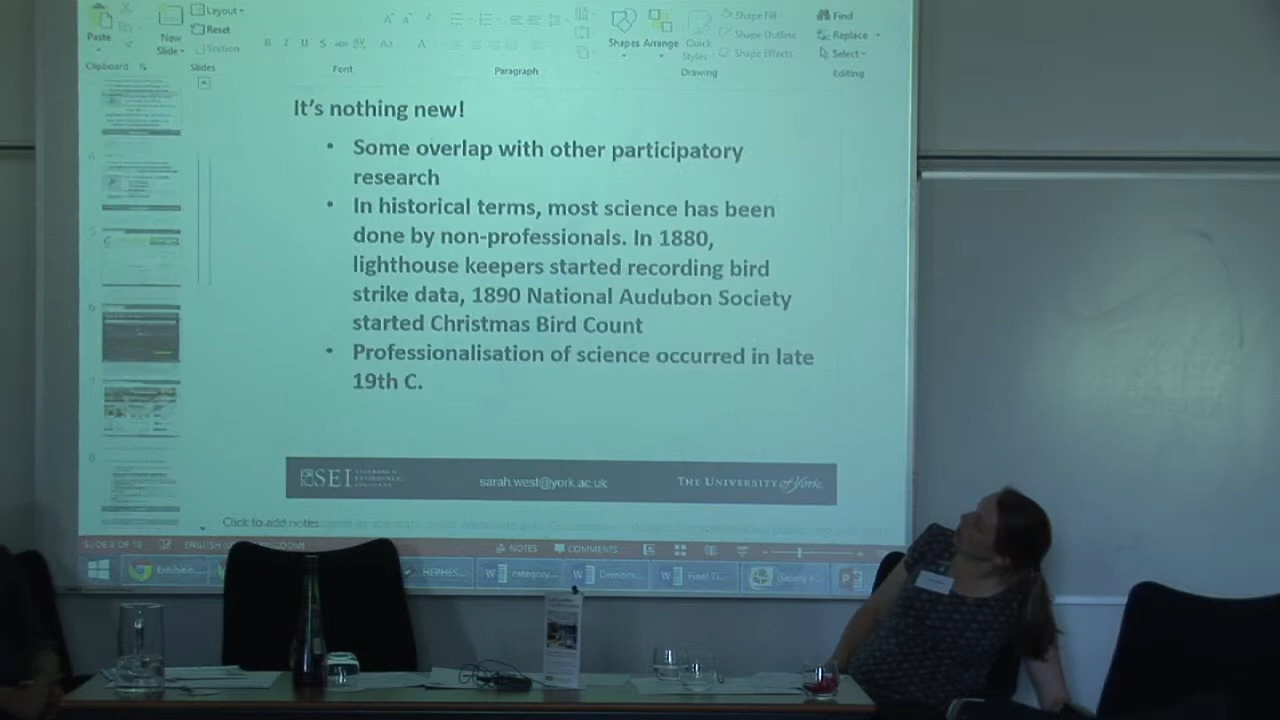 Layout
Reset
Section
Paste
New
Slide
Shapes
Arrange
Quick
Styles
Shape Fill
Shape Outline
Shape Effects
Find
Replace
Select
Clipboard
Slides
Font
Paragraph
Drawing
Editing
It's nothing new!
• Some overlap with other participatory
research
• In historical terms, most science has been
done by non-professionals. In 1880,
lighthouse keepers started recording bird
strike data, 1890 National Audubon Society
started Christmas Bird Count
• Professionalisation of science occurred in late
19th C.
SEI
sarah.west@york.ac.uk
THE UNIVERSITY of York
Click to add notes
NOTES
COMMENTS
HEPHES...
category...
Democ...